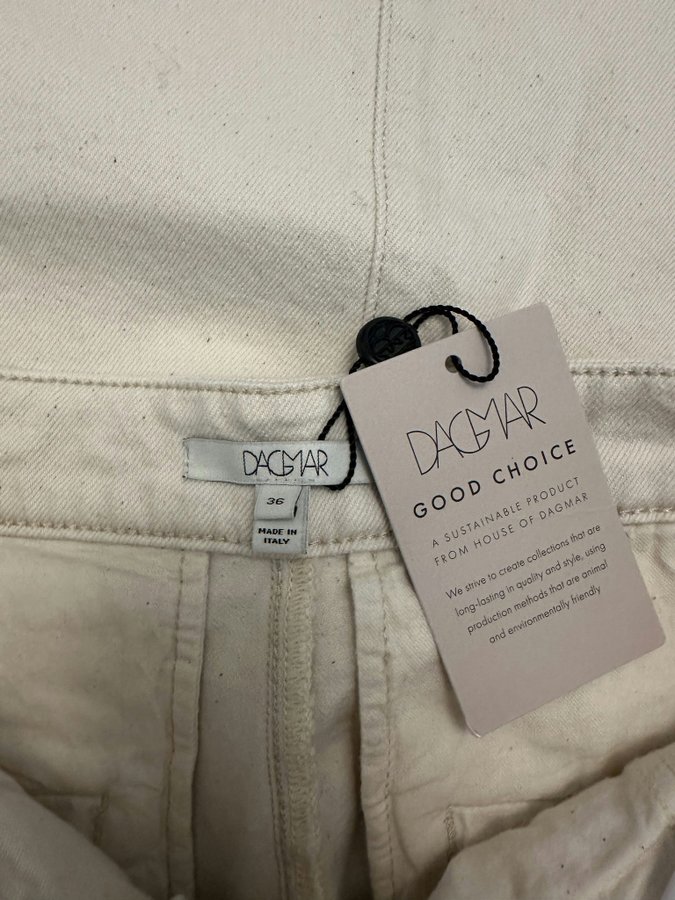 DAGMAR
36
MADE IN
ITALY
DAGMAR
GOOD CHOICE
A SUSTAINABLE PRODUCT
FROM HOUSE OF DAGMAR
We strive to create collections that are
long-lasting in quality and style, using
production methods that are animal
and environmentally friendly